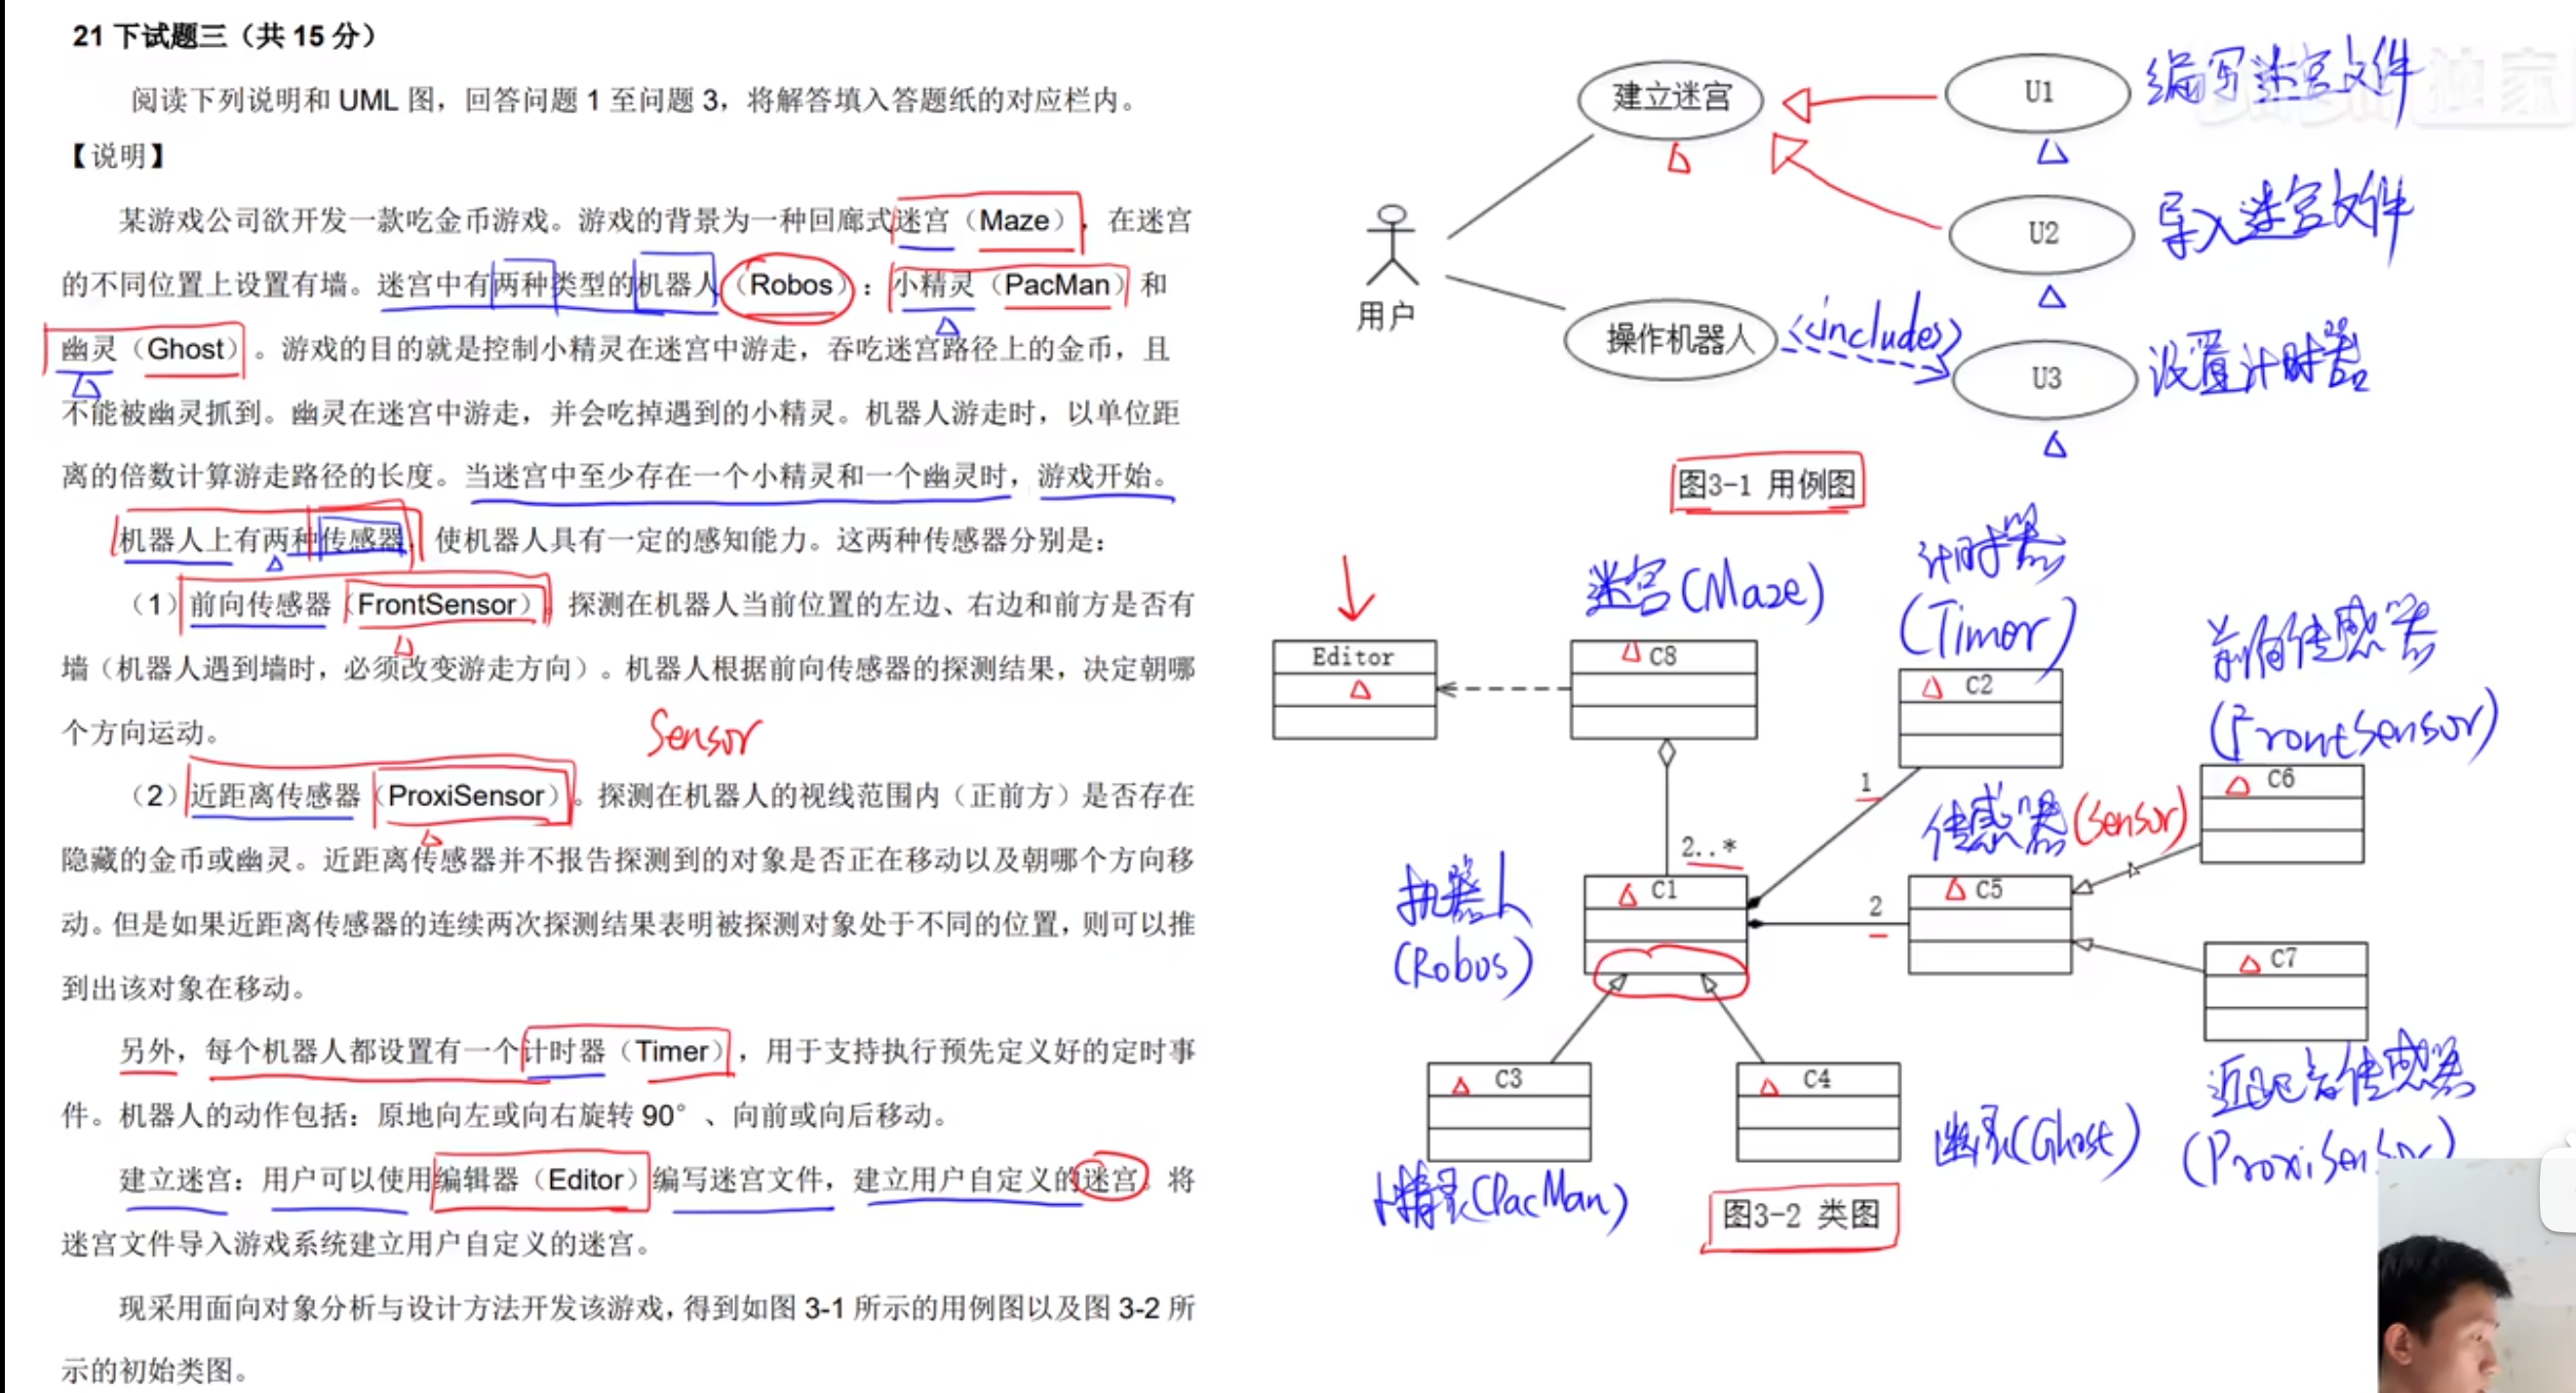 21 下试题三（共 15 分）
阅读下列说明和 UML 图，回答问题 1 至问题 3，将解答填入答题纸的对应栏内。
【说明】
某游戏公司欲开发一款吃金币游戏。游戏的背景为一种回廊式迷宫（Maze），在迷宫
的不同位置上设置有墙。迷宫中有两种类型的机器人（Robos）：小精灵（PacMan）和
幽灵（Ghost）。游戏的目的就是控制小精灵在迷宫中游走，吞吃迷宫路径上的金币，且
不能被幽灵抓到。幽灵在迷宫中游走，并会吃掉遇到的小精灵。机器人游走时，以单位距
离的倍数计算游走路径的长度。当迷宫中至少存在一个小精灵和一个幽灵时，游戏开始。
机器人上有两种传感器，使机器人具有一定的感知能力。这两种传感器分别是：
（1）前向传感器（FrontSensor）。探测在机器人当前位置的左边、右边和前方是否有
墙（机器人遇到墙时，必须改变游走方向）。机器人根据前向传感器的探测结果，决定朝哪
个方向运动。
Sensor
（2）近距离传感器（ProxiSensor）。探测在机器人的视线范围内（正前方）是否存在
隐藏的金币或幽灵。近距离传感器并不报告探测到的对象是否正在移动以及朝哪个方向移
动。但是如果近距离传感器的连续两次探测结果表明被探测对象处于不同的位置，则可以推
到出该对象在移动。
另外，每个机器人都设置有一个计时器（Timer），用于支持执行预先定义好的定时事
件。机器人的动作包括：原地向左或向右旋转 90°、向前或向后移动。
建立迷宫：用户可以使用编辑器（Editor）编写迷宫文件，建立用户自定义的迷宫。将
迷宫文件导入游戏系统建立用户自定义的迷宫。
现采用面向对象分析与设计方法开发该游戏，得到如图 3-1 所示的用例图以及图 3-2 所
示的初始类图。
建立迷宫
U1
编写迷宫文件
独家
U2
导入迷宫文件
用户
操作机器人
<<includes>>
U3
设置计时器
图3-1 用例图
迷宫(Maze)
计时器
(Timor)
Editor
C8
C2
前向传感器
(FrontSensor)
1
C6
传感器(Sensor)
2..*
机器人
(Robos)
C1
2
C5
C7
C3
C4
近距离传感器
(ProxiSensor)
幽灵(Ghost)
小精灵(PacMan)
图3-2 类图